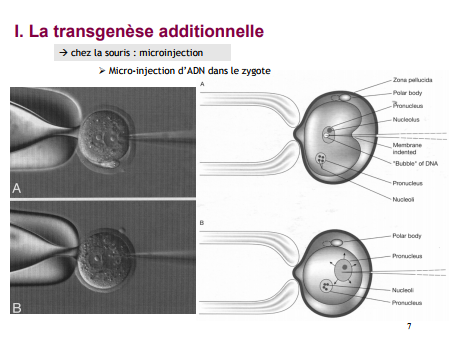 I. La transgenèse additionnelle
→ chez la souris : microinjection
➢ Micro-injection d’ADN dans le zygote
A
Zona pellucida
Polar body
Pronucleus
Nucleolus
Membrane
indented
"Bubble" of DNA
Pronucleus
Nucleoli
A
B
Polar body
Pronucleus
Nucleoli
Pronucleus
B
7